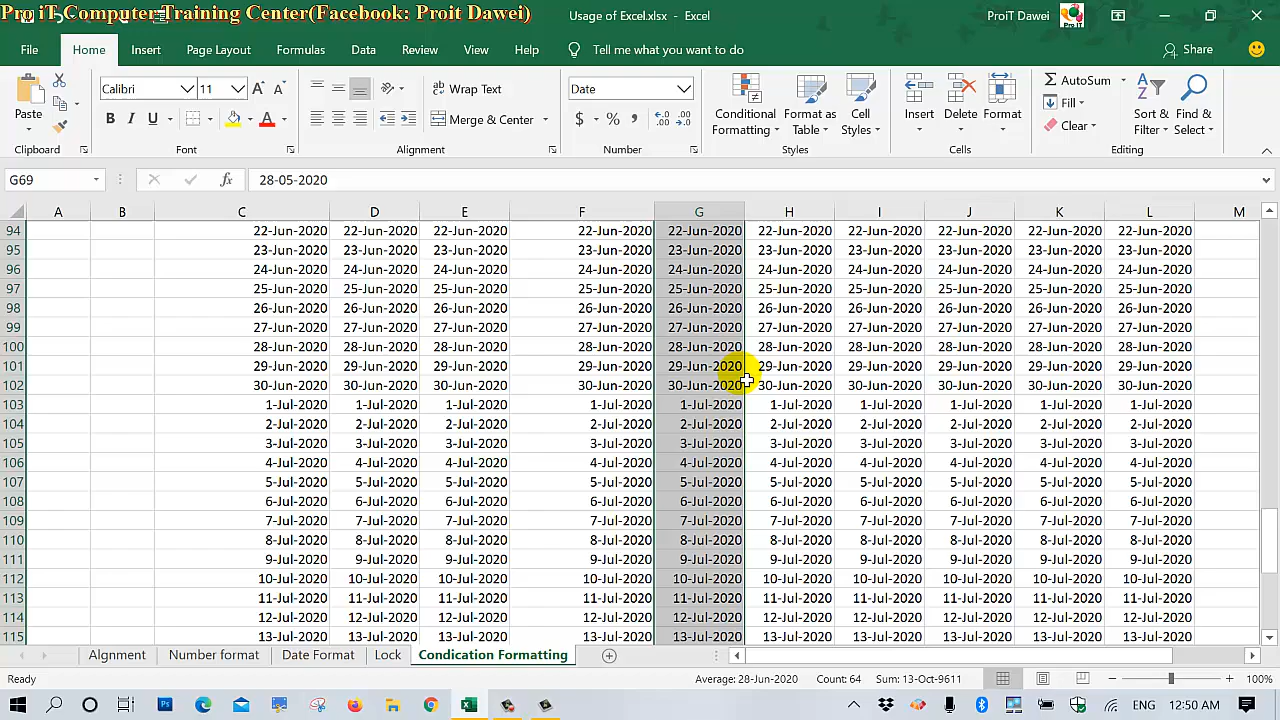 Pro iT Computer Training Center(Facebook: Proit Dawei)
Usage of Excel.xlsx - Excel
ProiT Dawei
Pro IT
File Home Insert Page Layout Formulas Data Review View Help Tell me what you want to do Share
Paste
Calibri 11
B I U A
Wrap Text
Merge & Center
Date
$ % ,
Conditional Formatting
Format as Table
Cell Styles
Insert Delete Format
AutoSum
Fill
Clear
Sort & Filter
Find & Select
Clipboard Font Alignment Number Styles Cells Editing
G69 fx 28-05-2020
A B C D E F G H I J K L M
94 22-Jun-2020 22-Jun-2020 22-Jun-2020 22-Jun-2020 22-Jun-2020 22-Jun-2020 22-Jun-2020 22-Jun-2020 22-Jun-2020 22-Jun-2020
95 23-Jun-2020 23-Jun-2020 23-Jun-2020 23-Jun-2020 23-Jun-2020 23-Jun-2020 23-Jun-2020 23-Jun-2020 23-Jun-2020 23-Jun-2020
96 24-Jun-2020 24-Jun-2020 24-Jun-2020 24-Jun-2020 24-Jun-2020 24-Jun-2020 24-Jun-2020 24-Jun-2020 24-Jun-2020 24-Jun-2020
97 25-Jun-2020 25-Jun-2020 25-Jun-2020 25-Jun-2020 25-Jun-2020 25-Jun-2020 25-Jun-2020 25-Jun-2020 25-Jun-2020 25-Jun-2020
98 26-Jun-2020 26-Jun-2020 26-Jun-2020 26-Jun-2020 26-Jun-2020 26-Jun-2020 26-Jun-2020 26-Jun-2020 26-Jun-2020 26-Jun-2020
99 27-Jun-2020 27-Jun-2020 27-Jun-2020 27-Jun-2020 27-Jun-2020 27-Jun-2020 27-Jun-2020 27-Jun-2020 27-Jun-2020 27-Jun-2020
100 28-Jun-2020 28-Jun-2020 28-Jun-2020 28-Jun-2020 28-Jun-2020 28-Jun-2020 28-Jun-2020 28-Jun-2020 28-Jun-2020 28-Jun-2020
101 29-Jun-2020 29-Jun-2020 29-Jun-2020 29-Jun-2020 29-Jun-2020 29-Jun-2020 29-Jun-2020 29-Jun-2020 29-Jun-2020 29-Jun-2020
102 30-Jun-2020 30-Jun-2020 30-Jun-2020 30-Jun-2020 30-Jun-2020 30-Jun-2020 30-Jun-2020 30-Jun-2020 30-Jun-2020 30-Jun-2020
103 1-Jul-2020 1-Jul-2020 1-Jul-2020 1-Jul-2020 1-Jul-2020 1-Jul-2020 1-Jul-2020 1-Jul-2020 1-Jul-2020 1-Jul-2020
104 2-Jul-2020 2-Jul-2020 2-Jul-2020 2-Jul-2020 2-Jul-2020 2-Jul-2020 2-Jul-2020 2-Jul-2020 2-Jul-2020 2-Jul-2020
105 3-Jul-2020 3-Jul-2020 3-Jul-2020 3-Jul-2020 3-Jul-2020 3-Jul-2020 3-Jul-2020 3-Jul-2020 3-Jul-2020 3-Jul-2020
106 4-Jul-2020 4-Jul-2020 4-Jul-2020 4-Jul-2020 4-Jul-2020 4-Jul-2020 4-Jul-2020 4-Jul-2020 4-Jul-2020 4-Jul-2020
107 5-Jul-2020 5-Jul-2020 5-Jul-2020 5-Jul-2020 5-Jul-2020 5-Jul-2020 5-Jul-2020 5-Jul-2020 5-Jul-2020 5-Jul-2020
108 6-Jul-2020 6-Jul-2020 6-Jul-2020 6-Jul-2020 6-Jul-2020 6-Jul-2020 6-Jul-2020 6-Jul-2020 6-Jul-2020 6-Jul-2020
109 7-Jul-2020 7-Jul-2020 7-Jul-2020 7-Jul-2020 7-Jul-2020 7-Jul-2020 7-Jul-2020 7-Jul-2020 7-Jul-2020 7-Jul-2020
110 8-Jul-2020 8-Jul-2020 8-Jul-2020 8-Jul-2020 8-Jul-2020 8-Jul-2020 8-Jul-2020 8-Jul-2020 8-Jul-2020 8-Jul-2020
111 9-Jul-2020 9-Jul-2020 9-Jul-2020 9-Jul-2020 9-Jul-2020 9-Jul-2020 9-Jul-2020 9-Jul-2020 9-Jul-2020 9-Jul-2020
112 10-Jul-2020 10-Jul-2020 10-Jul-2020 10-Jul-2020 10-Jul-2020 10-Jul-2020 10-Jul-2020 10-Jul-2020 10-Jul-2020 10-Jul-2020
113 11-Jul-2020 11-Jul-2020 11-Jul-2020 11-Jul-2020 11-Jul-2020 11-Jul-2020 11-Jul-2020 11-Jul-2020 11-Jul-2020 11-Jul-2020
114 12-Jul-2020 12-Jul-2020 12-Jul-2020 12-Jul-2020 12-Jul-2020 12-Jul-2020 12-Jul-2020 12-Jul-2020 12-Jul-2020 12-Jul-2020
115 13-Jul-2020 13-Jul-2020 13-Jul-2020 13-Jul-2020 13-Jul-2020 13-Jul-2020 13-Jul-2020 13-Jul-2020 13-Jul-2020 13-Jul-2020
Algnment Number format Date Format Lock Condication Formatting
Ready Average: 28-Jun-2020 Count: 64 Sum: 13-Oct-9611 100%
ENG 12:50 AM